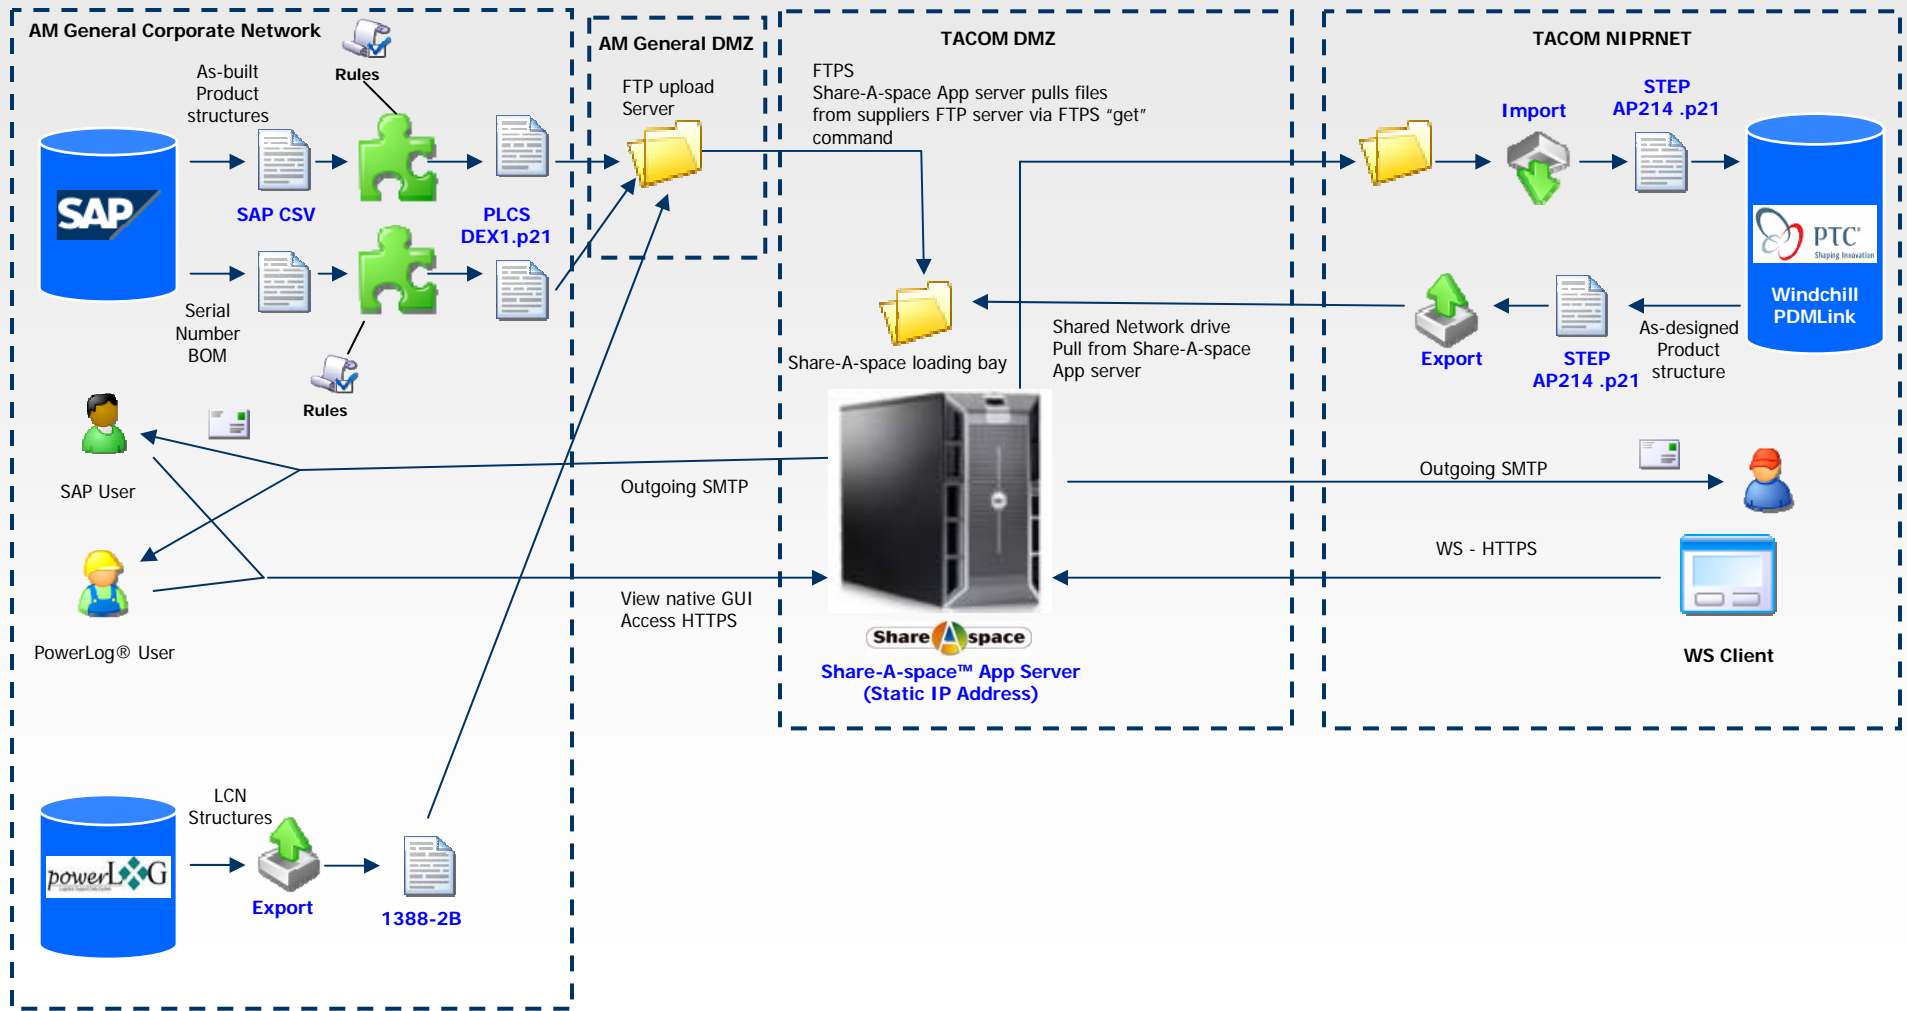 AM General Corporate Network
Rules
As-built
Product
structures
SAP
SAP CSV
PLCS
DEX1.p21
Serial
Number
BOM
Rules
SAP User
PowerLog® User
LCN
Structures
powerLOG
Export
1388-2B
AM General DMZ
FTP upload
Server
Outgoing SMTP
View native GUI
Access HTTPS
TACOM DMZ
FTPS
Share-A-space App server pulls files
from suppliers FTP server via FTPS “get”
command
Share-A-space loading bay
Shared Network drive
Pull from Share-A-space
App server
Share A space
Share-A-space™ App Server
(Static IP Address)
TACOM NIPRNET
Import
STEP
AP214 .p21
PTC®
Shaping Innovation
Windchill
PDMLink
Export
STEP
AP214 .p21
As-designed
Product
structure
Outgoing SMTP
WS - HTTPS
WS Client